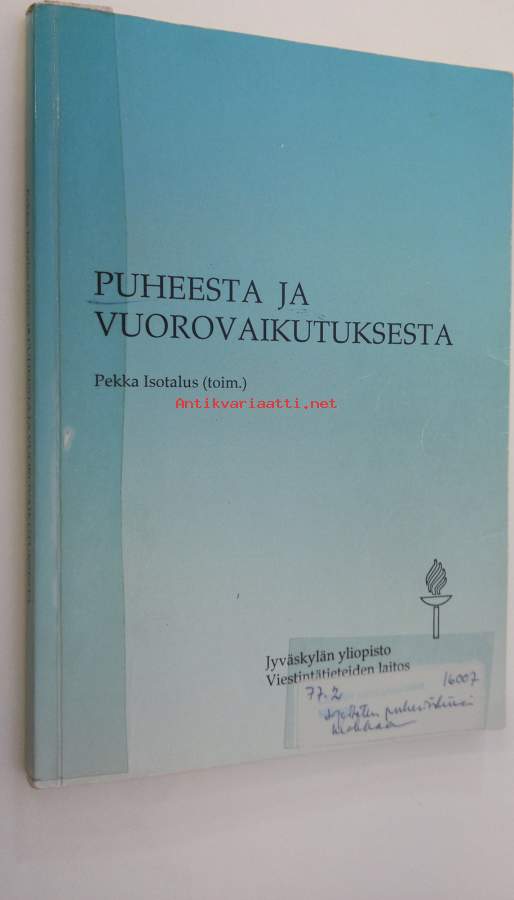 PUHEESTA JA
VUOROVAIKUTUKSESTA
Pekka Isotalus (toim.)
Antikvariaatti.net
Jyväskylän yliopisto
Viestintätieteiden laitos
77.2
16007